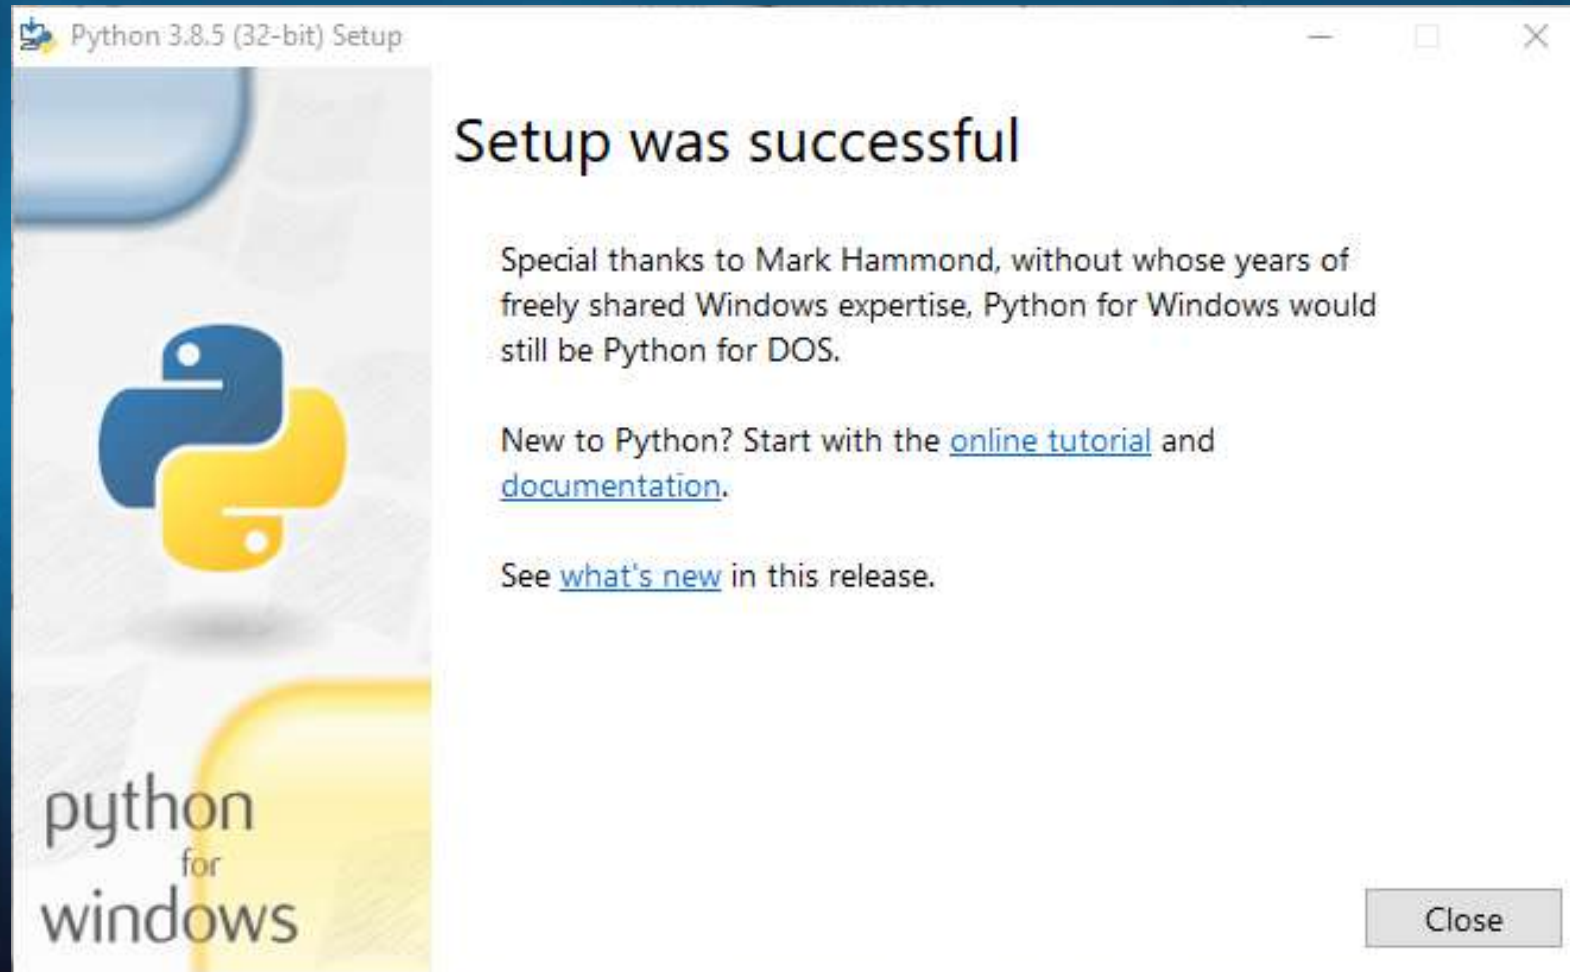 Python 3.8.5 (32-bit) Setup
Setup was successful
Special thanks to Mark Hammond, without whose years of
freely shared Windows expertise, Python for Windows would
still be Python for DOS.
New to Python? Start with the online tutorial and
documentation.
See what's new in this release.
python
for
windows
Close